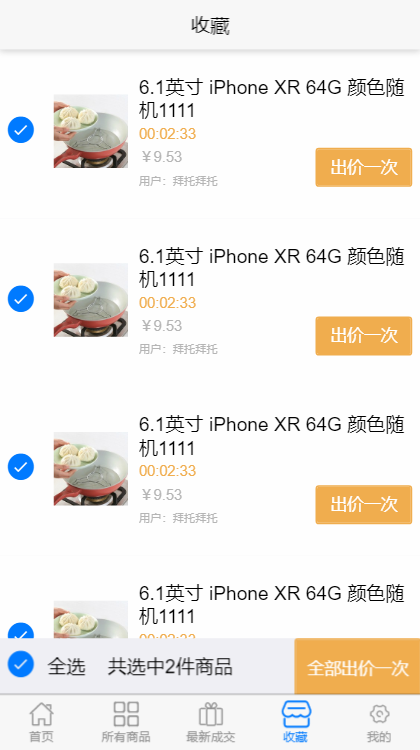 收藏
6.1英寸 iPhone XR 64G 颜色随
机1111
00:02:33
￥9.53
用户：拜托拜托
出价一次
6.1英寸 iPhone XR 64G 颜色随
机1111
00:02:33
￥9.53
用户：拜托拜托
出价一次
6.1英寸 iPhone XR 64G 颜色随
机1111
00:02:33
￥9.53
用户：拜托拜托
出价一次
6.1英寸 iPhone XR 64G 颜色随
机1111
00:02:33
全选 共选中2件商品 全部出价一次
首页 所有商品 最新成交 收藏 我的